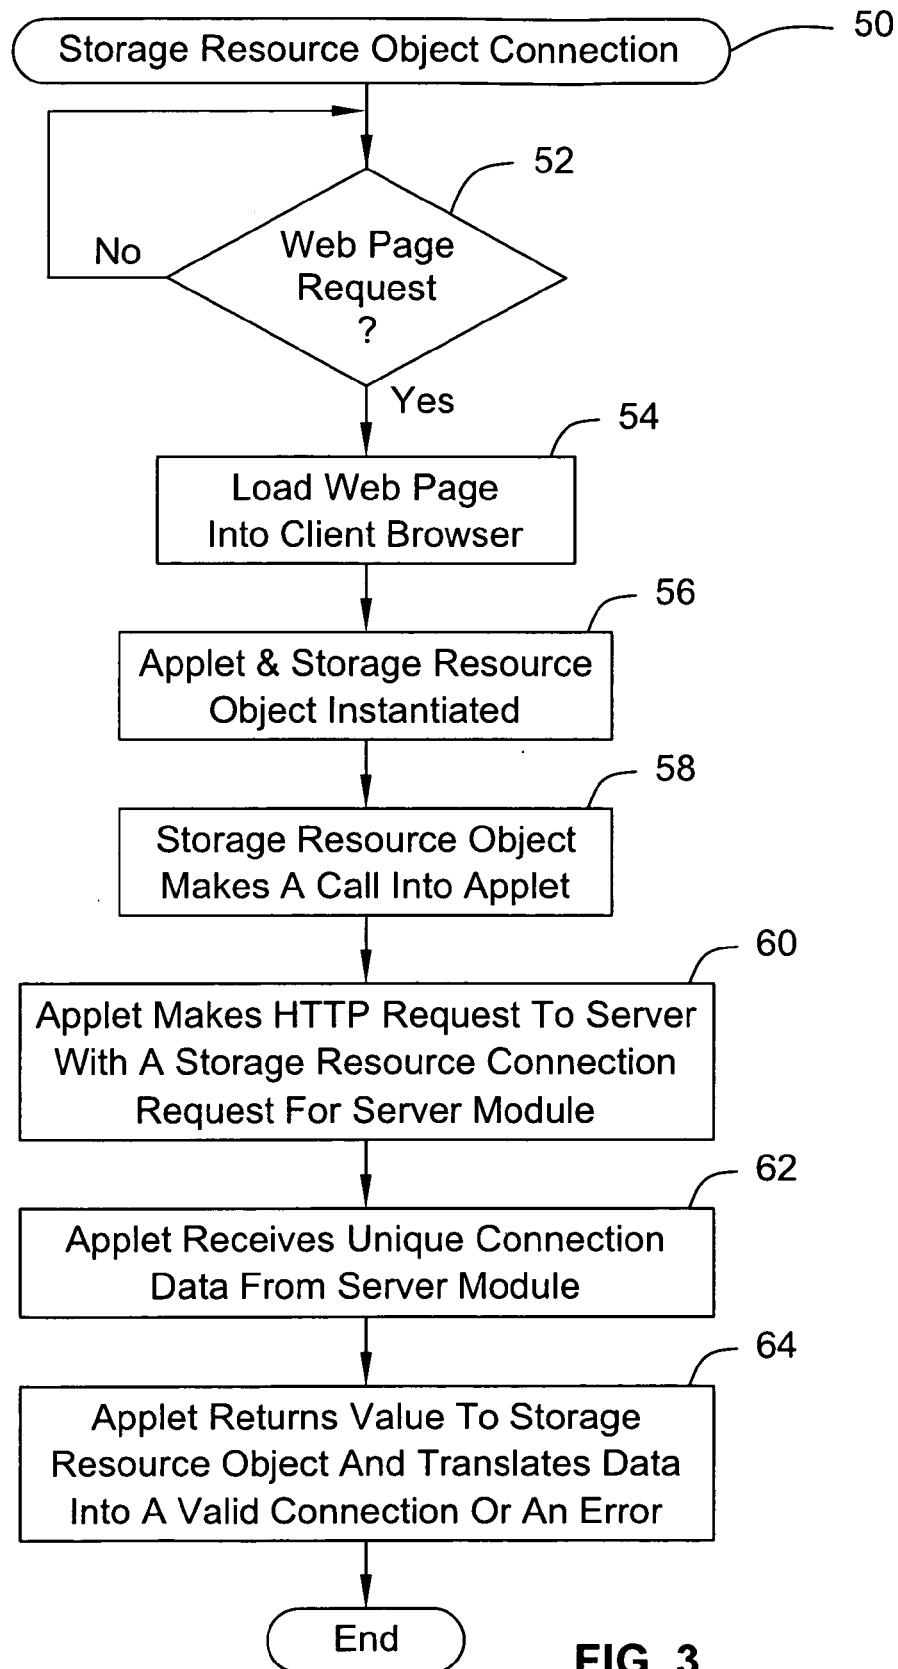 Storage Resource Object Connection
50
52
Web Page
Request
?
No
Yes
54
Load Web Page
Into Client Browser
56
Applet & Storage Resource
Object Instantiated
58
Storage Resource Object
Makes A Call Into Applet
60
Applet Makes HTTP Request To Server
With A Storage Resource Connection
Request For Server Module
62
Applet Receives Unique Connection
Data From Server Module
64
Applet Returns Value To Storage
Resource Object And Translates Data
Into A Valid Connection Or An Error
End
FIG. 3